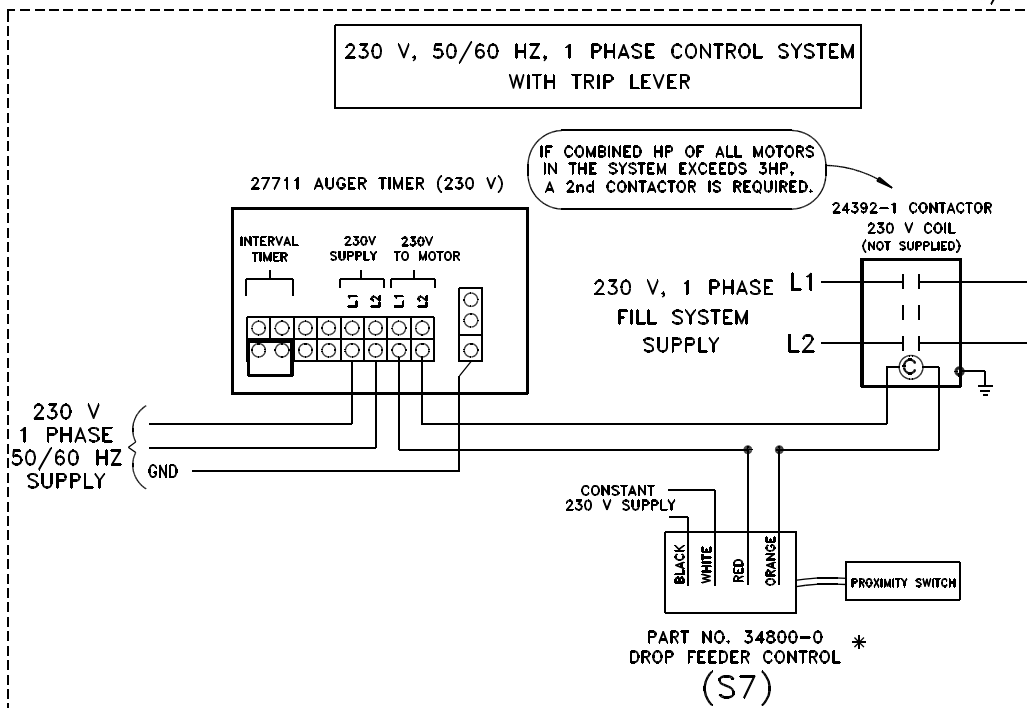 230 V, 50/60 HZ, 1 PHASE CONTROL SYSTEM
WITH TRIP LEVER
IF COMBINED HP OF ALL MOTORS
IN THE SYSTEM EXCEEDS 3HP,
A 2nd CONTACTOR IS REQUIRED.
27711 AUGER TIMER (230 V)
24392-1 CONTACTOR
230 V COIL
(NOT SUPPLIED)
INTERVAL
TIMER
230V
SUPPLY
230V
TO MOTOR
L1
L2
L1
L2
230 V, 1 PHASE
FILL SYSTEM
SUPPLY
L1
L2
C
230 V
1 PHASE
50/60 HZ
SUPPLY
GND
CONSTANT
230 V SUPPLY
BLACK
WHITE
RED
ORANGE
PROXIMITY SWITCH
PART NO. 34800-0 *
DROP FEEDER CONTROL
(S7)